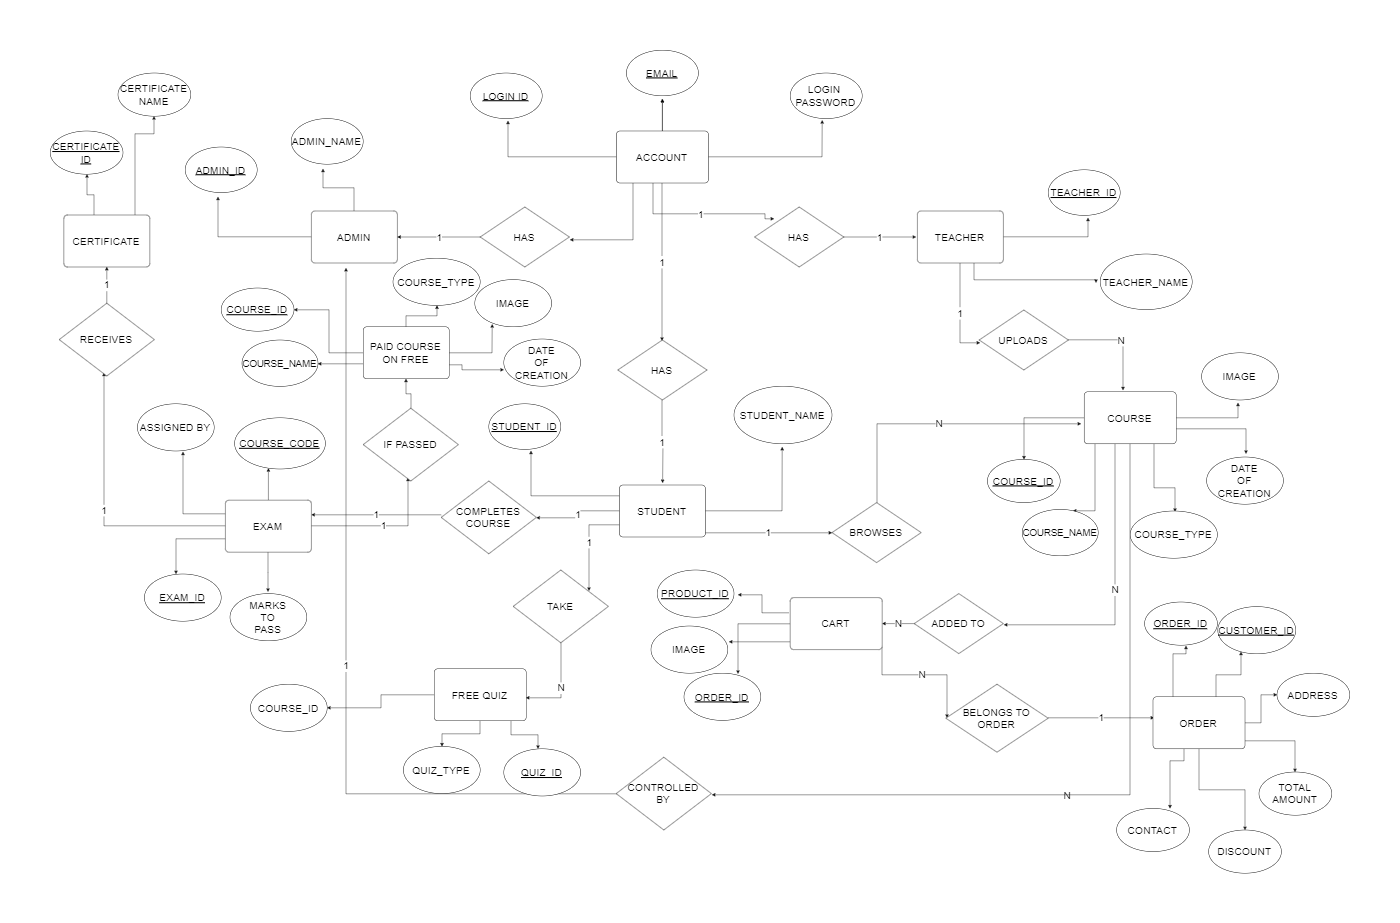 EMAIL
CERTIFICATE
NAME
LOGIN ID
LOGIN
PASSWORD
CERTIFICATE
ID
ADMIN_NAME
ADMIN_ID
ACCOUNT
TEACHER_ID
CERTIFICATE
ADMIN
1
HAS
1
HAS
1
TEACHER
1
COURSE_TYPE
TEACHER_NAME
1
COURSE_ID
IMAGE
1
RECEIVES
PAID COURSE
ON FREE
UPLOADS
N
COURSE_NAME
DATE
OF
CREATION
HAS
IMAGE
ASSIGNED BY
COURSE_CODE
IF PASSED
STUDENT_ID
1
STUDENT_NAME
N
COURSE
COURSE_ID
DATE
OF
CREATION
1
EXAM
1
1
COMPLETES
COURSE
1
STUDENT
1
BROWSES
COURSE_NAME
COURSE_TYPE
1
EXAM_ID
MARKS
TO
PASS
TAKE
PRODUCT_ID
CART
N
ADDED TO
N
ORDER_ID
CUSTOMER_ID
IMAGE
1
N
N
FREE QUIZ
ORDER_ID
COURSE_ID
BELONGS TO
ORDER
1
ORDER
ADDRESS
QUIZ_TYPE
QUIZ_ID
CONTROLLED
BY
N
TOTAL
AMOUNT
CONTACT
DISCOUNT